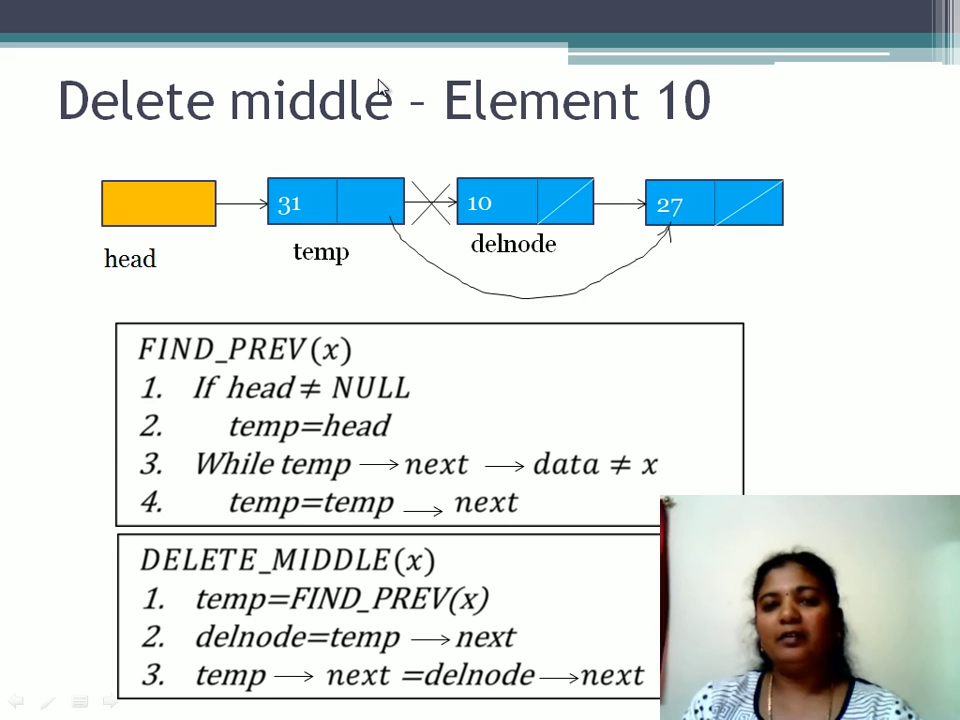 Delete middle – Element 10
31
10
27
head
temp
delnode
FIND_PREV(x)
1. If head ≠ NULL
2. temp=head
3. While temp → next → data ≠ x
4. temp=temp → next
DELETE_MIDDLE(x)
1. temp=FIND_PREV(x)
2. delnode=temp → next
3. temp → next =delnode → next